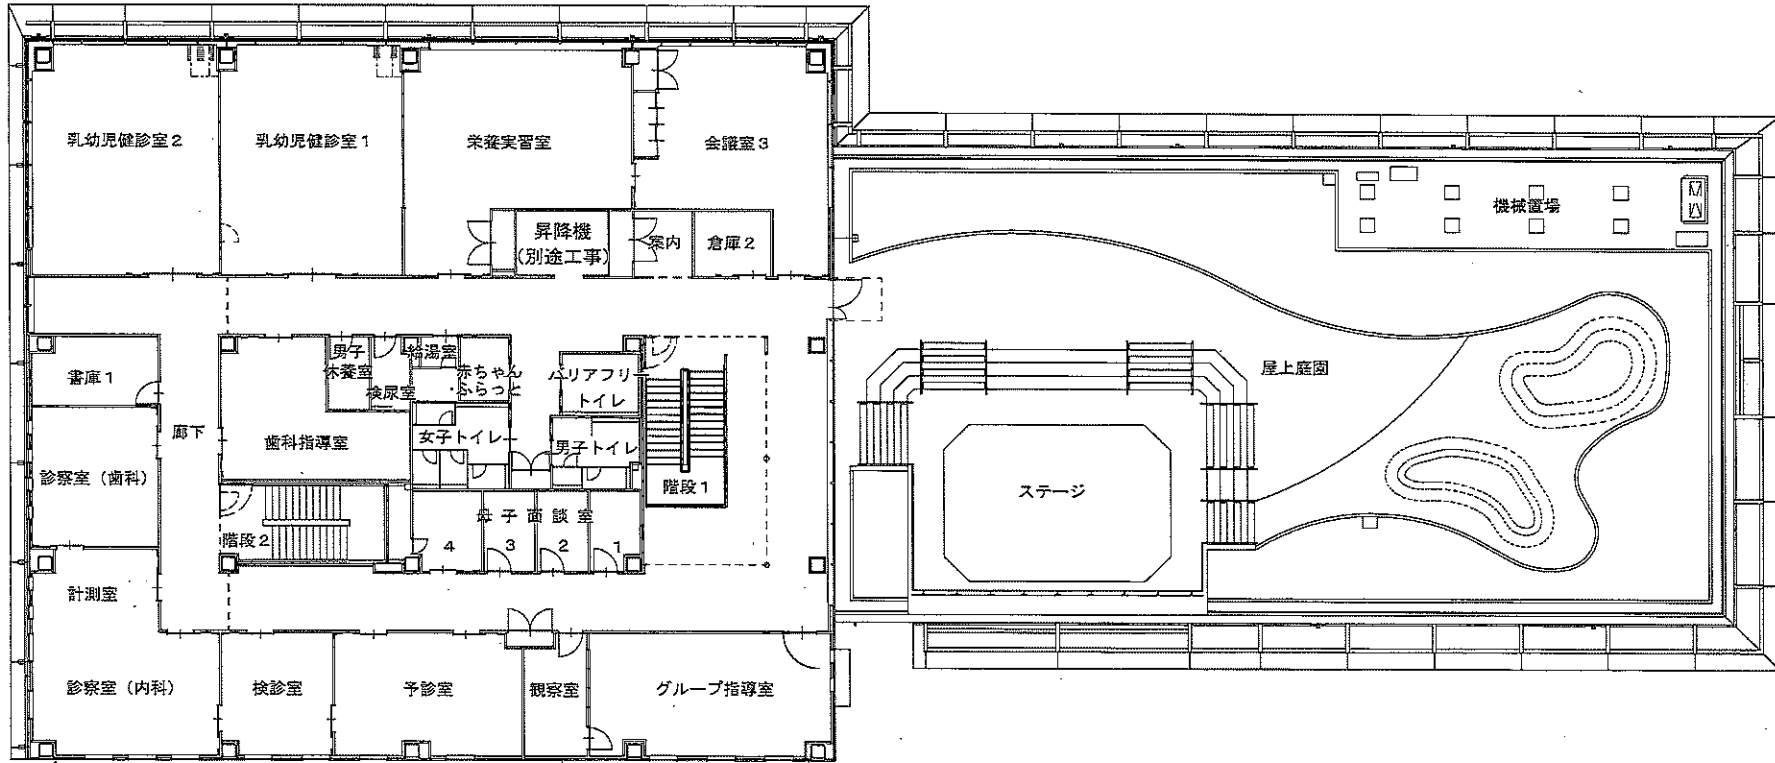 乳幼児健診室2
乳幼児健診室1
栄養実習室
会議室3
機械置場
昇降機
(別途工事)
案内
倉庫2
男子
休養室
検尿室
給湯室
赤ちゃん
ふらっと
バリアフリー
トイレ
書庫1
屋上庭園
廊下
歯科指導室
女子トイレ
男子トイレ
診察室(歯科)
階段1
ステージ
母子面談室
階段2
4
3
2
1
計測室
診察室(内科)
検診室
予診室
観察室
グループ指導室